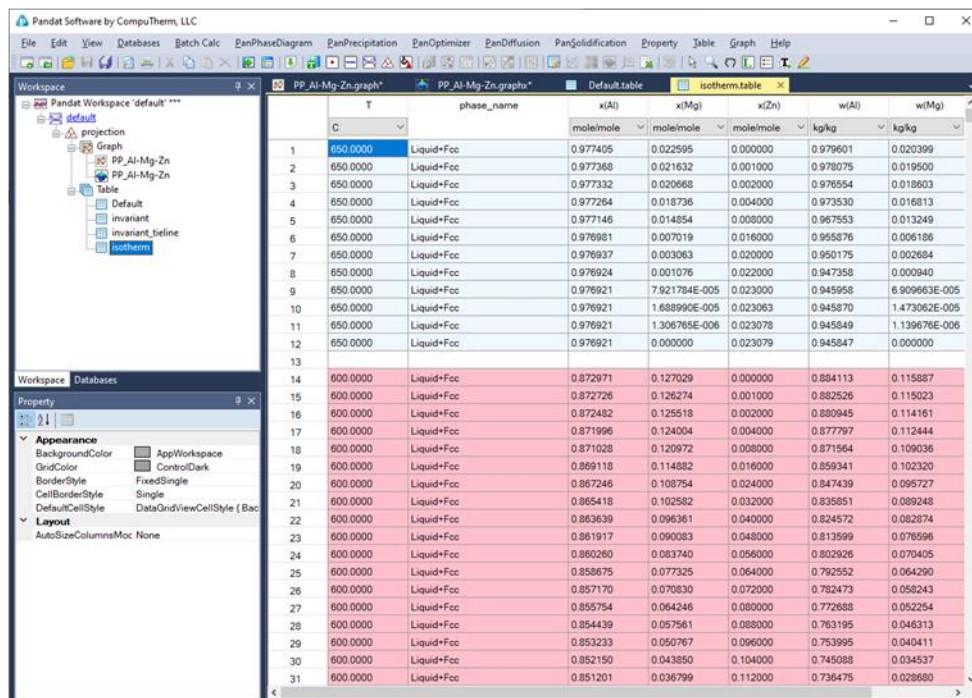 Pandat Software by CompuTherm, LLC
File Edit View Databases Batch Calc PanPhaseDiagram PanPrecipitation PanOptimizer PanDiffusion PanSolidification Property Table Graph Help
Workspace
Pandat Workspace 'default' ***
default
projection
Graph
PP_Al-Mg-Zn
PP_Al-Mg-Zn
Table
Default
invariant
invariant_tieline
isotherm
Workspace Databases
Property
Appearance
BackgroundColor AppWorkspace
GridColor ControlDark
BorderStyle FixedSingle
CellBorderStyle Single
DefaultCellStyle DataGridViewCellStyle { Bac
Layout
AutoSizeColumnsMoc None
PP_Al-Mg-Zn.graph* PP_Al-Mg-Zn.graphx* Default.table isotherm.table
T phase_name x(Al) x(Mg) x(Zn) w(Al) w(Mg)
C mole/mole mole/mole mole/mole kg/kg kg/kg
1 650.0000 Liquid+Fcc 0.977405 0.022595 0.000000 0.979601 0.020399
2 650.0000 Liquid+Fcc 0.977368 0.021632 0.001000 0.978075 0.019500
3 650.0000 Liquid+Fcc 0.977332 0.020668 0.002000 0.976554 0.018603
4 650.0000 Liquid+Fcc 0.977264 0.018736 0.004000 0.973530 0.016813
5 650.0000 Liquid+Fcc 0.977146 0.014854 0.008000 0.967553 0.013249
6 650.0000 Liquid+Fcc 0.976981 0.007019 0.016000 0.955876 0.006186
7 650.0000 Liquid+Fcc 0.976937 0.003063 0.020000 0.950175 0.002684
8 650.0000 Liquid+Fcc 0.976924 0.001076 0.022000 0.947358 0.000940
9 650.0000 Liquid+Fcc 0.976921 7.921784E-005 0.023000 0.945958 6.909663E-005
10 650.0000 Liquid+Fcc 0.976921 1.688990E-005 0.023063 0.945870 1.473062E-005
11 650.0000 Liquid+Fcc 0.976921 1.306765E-006 0.023078 0.945849 1.139676E-006
12 650.0000 Liquid+Fcc 0.976921 0.000000 0.023079 0.945847 0.000000
13
14 600.0000 Liquid+Fcc 0.872971 0.127029 0.000000 0.884113 0.115887
15 600.0000 Liquid+Fcc 0.872726 0.126274 0.001000 0.882526 0.115023
16 600.0000 Liquid+Fcc 0.872482 0.125518 0.002000 0.880945 0.114161
17 600.0000 Liquid+Fcc 0.871996 0.124004 0.004000 0.877797 0.112444
18 600.0000 Liquid+Fcc 0.871028 0.120972 0.008000 0.871564 0.109036
19 600.0000 Liquid+Fcc 0.869118 0.114882 0.016000 0.859341 0.102320
20 600.0000 Liquid+Fcc 0.867246 0.108754 0.024000 0.847439 0.095727
21 600.0000 Liquid+Fcc 0.865418 0.102582 0.032000 0.835851 0.089248
22 600.0000 Liquid+Fcc 0.863639 0.096361 0.040000 0.824572 0.082874
23 600.0000 Liquid+Fcc 0.861917 0.090083 0.048000 0.813599 0.076596
24 600.0000 Liquid+Fcc 0.860260 0.083740 0.056000 0.802926 0.070405
25 600.0000 Liquid+Fcc 0.858675 0.077325 0.064000 0.792552 0.064290
26 600.0000 Liquid+Fcc 0.857170 0.070830 0.072000 0.782473 0.058243
27 600.0000 Liquid+Fcc 0.855754 0.064246 0.080000 0.772688 0.052254
28 600.0000 Liquid+Fcc 0.854439 0.057561 0.088000 0.763195 0.046313
29 600.0000 Liquid+Fcc 0.853233 0.050767 0.096000 0.753995 0.040411
30 600.0000 Liquid+Fcc 0.852150 0.043850 0.104000 0.745088 0.034537
31 600.0000 Liquid+Fcc 0.851201 0.036799 0.112000 0.736475 0.028680